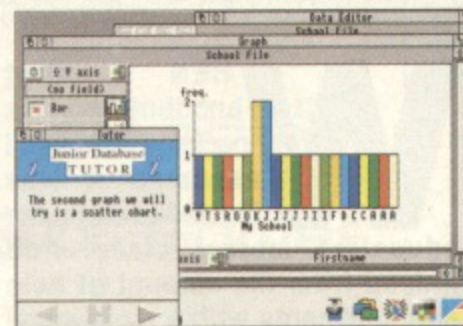 Data Editor
School File
Graph
School File
Y axis
(no field)
Bar
freq.
2
1
0
Y T S R O O K J J J J J I I F D C C A A A
My School
Firstname
Tutor
Junior Database
TUTOR
The second graph we will
try is a scatter chart.
H